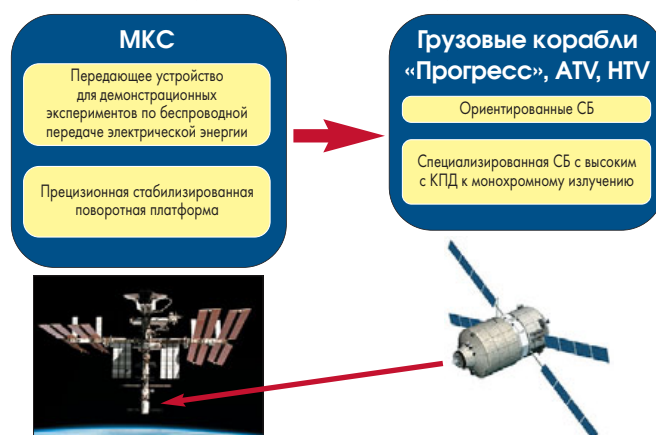 МКС
Передающее устройство
для демонстрационных
экспериментов по беспроводной
передаче электрической энергии
Прецизионная стабилизированная
поворотная платформа
Грузовые корабли
«Прогресс», ATV, HTV
Ориентированные СБ
Специализированная СБ с высоким
с КПД к монохромному излучению